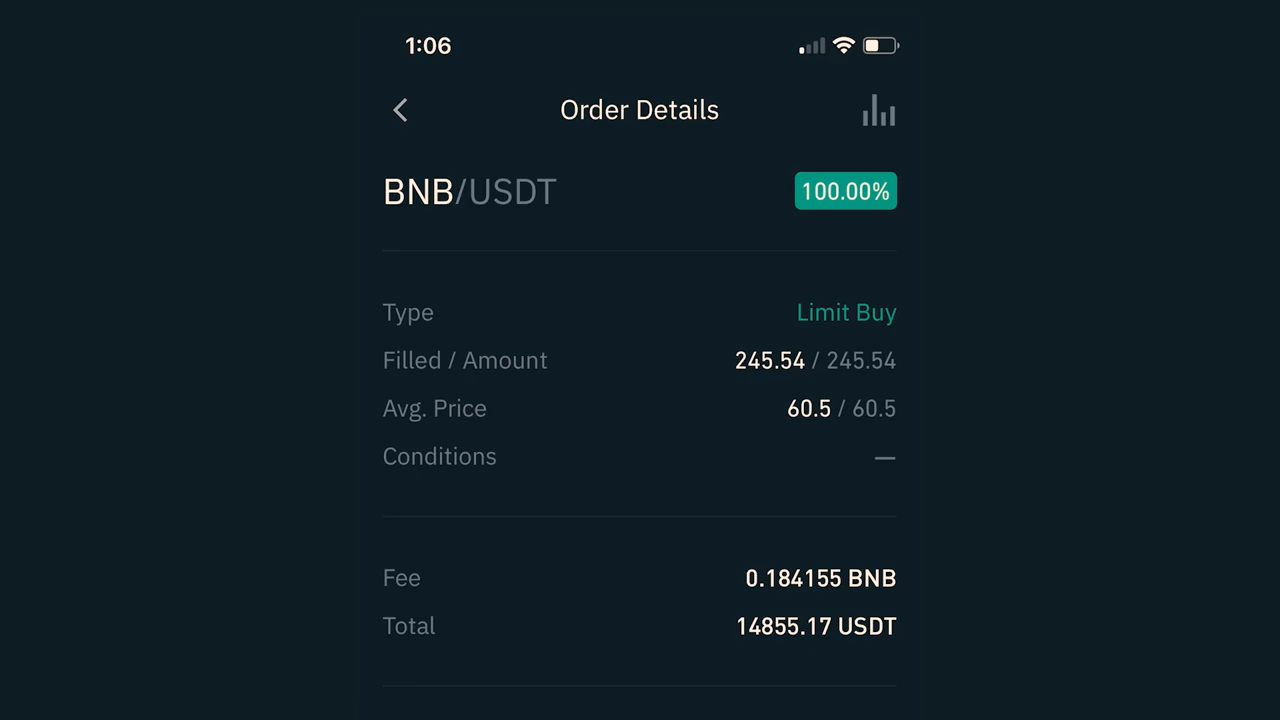 1:06
Order Details
BNB/USDT 100.00%
Type Limit Buy
Filled / Amount 245.54 / 245.54
Avg. Price 60.5 / 60.5
Conditions —
Fee 0.184155 BNB
Total 14855.17 USDT